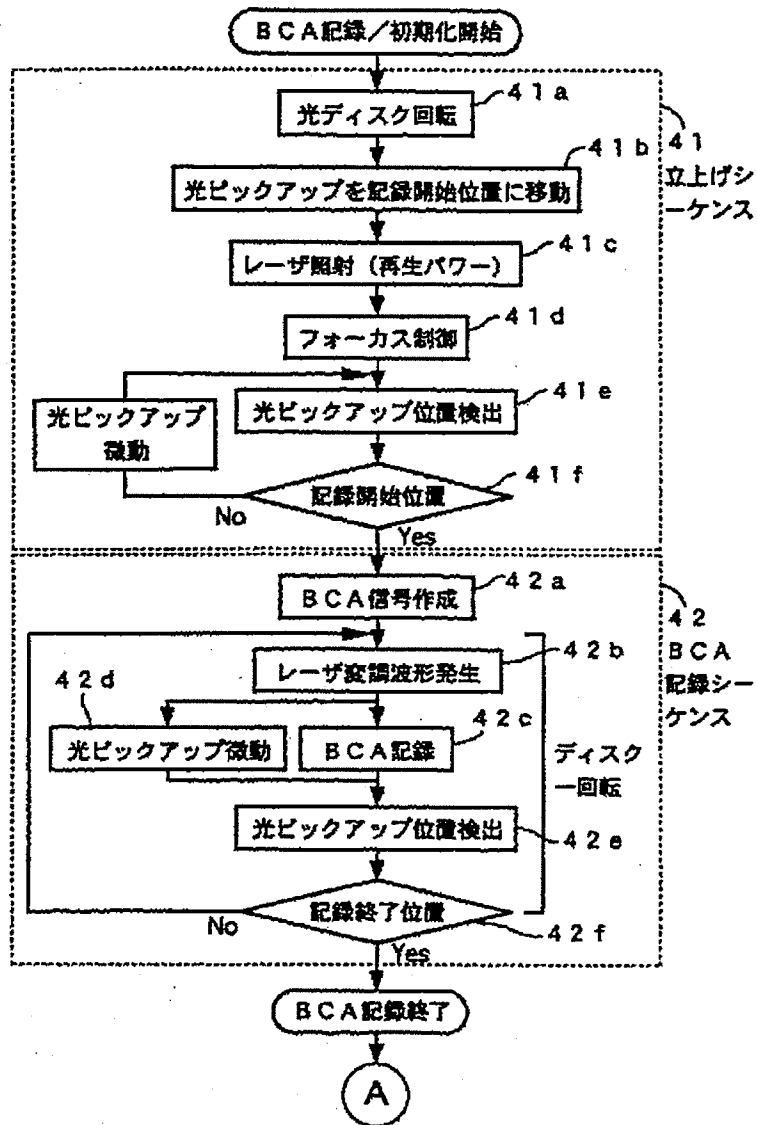 BCA記録/初期化開始
41a
光ディスク回転
41
立上げシ
ーケンス
41b
光ピックアップを記録開始位置に移動
41c
レーザ照射(再生パワー)
41d
フォーカス制御
41e
光ピックアップ位置検出
光ピックアップ
微動
41f
記録開始位置
No
Yes
42a
BCA信号作成
42
BCA
記録シー
ケンス
42b
レーザ変調波形発生
42d
光ピックアップ微動
42c
BCA記録
ディスク
一回転
光ピックアップ位置検出
42e
記録終了位置
42f
No
Yes
BCA記録終了
A